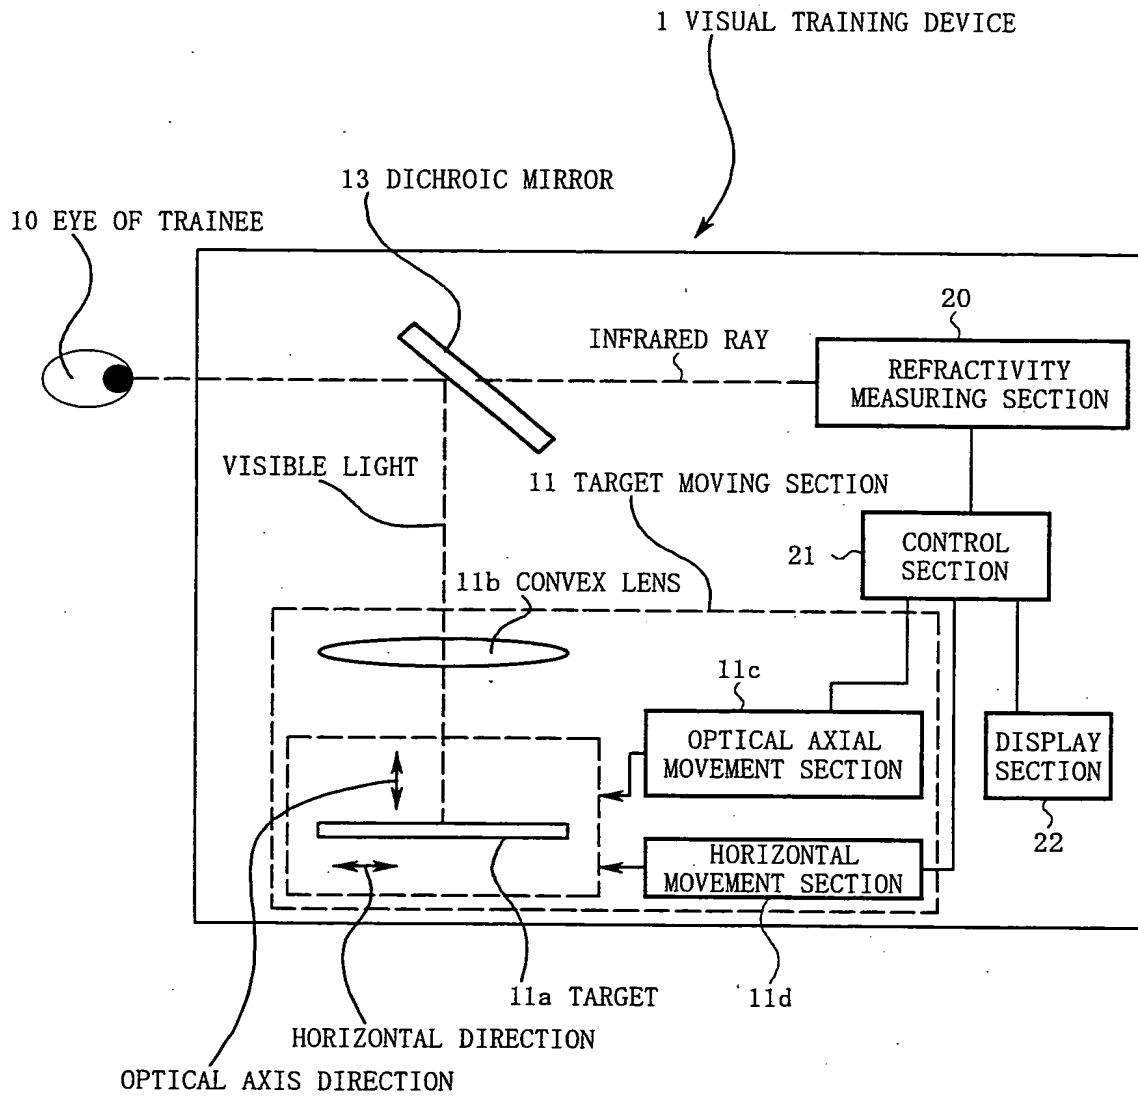 1 VISUAL TRAINING DEVICE
13 DICHROIC MIRROR
10 EYE OF TRAINEE
20
INFRARED RAY
REFRACTIVITY
MEASURING SECTION
VISIBLE LIGHT
11 TARGET MOVING SECTION
21
CONTROL
SECTION
11b CONVEX LENS
11c
OPTICAL AXIAL
MOVEMENT SECTION
DISPLAY
SECTION
22
HORIZONTAL
MOVEMENT SECTION
11a TARGET
11d
HORIZONTAL DIRECTION
OPTICAL AXIS DIRECTION